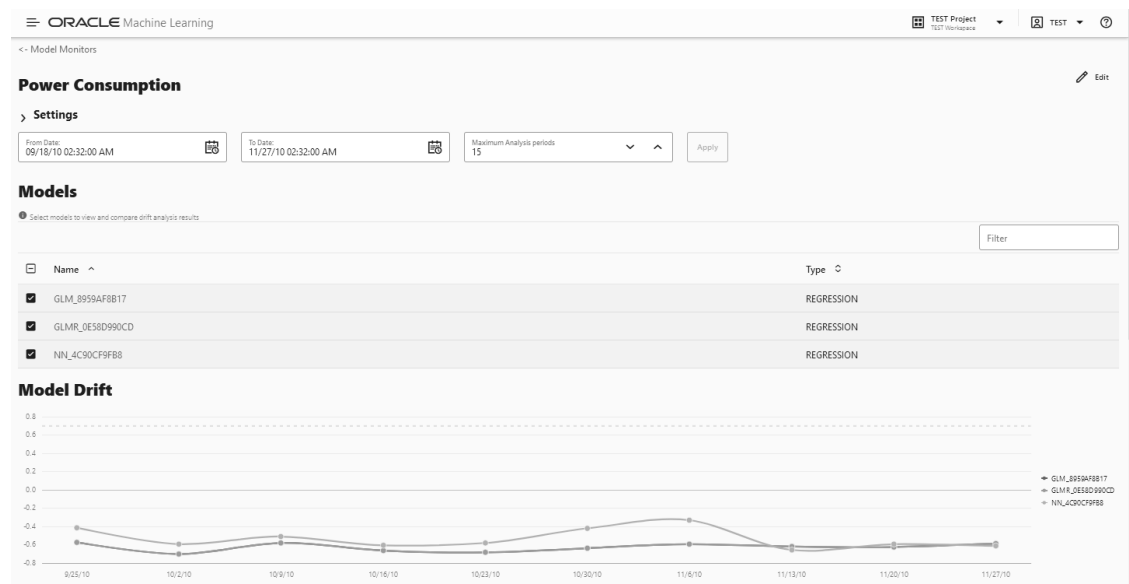 ORACLE Machine Learning
TEST Project
TEST Workspace
TEST
<- Model Monitors
Power Consumption
Edit
Settings
From Date:
09/18/10 02:32:00 AM
To Date:
11/27/10 02:32:00 AM
Maximum Analysis periods
15
Apply
Models
Select models to view and compare drift analysis results
Filter
Name
Type
GLM_8959AF8B17
REGRESSION
GLMR_0E58D990CD
REGRESSION
NN_4C90CF9FB8
REGRESSION
Model Drift
0.8
0.6
0.4
0.2
0.0
-0.2
-0.4
-0.6
-0.8
9/25/10
10/2/10
10/9/10
10/16/10
10/23/10
10/30/10
11/6/10
11/13/10
11/20/10
11/27/10
GLM_8959AF8B17
GLMR_0E58D990CD
NN_4C90CF9FB8